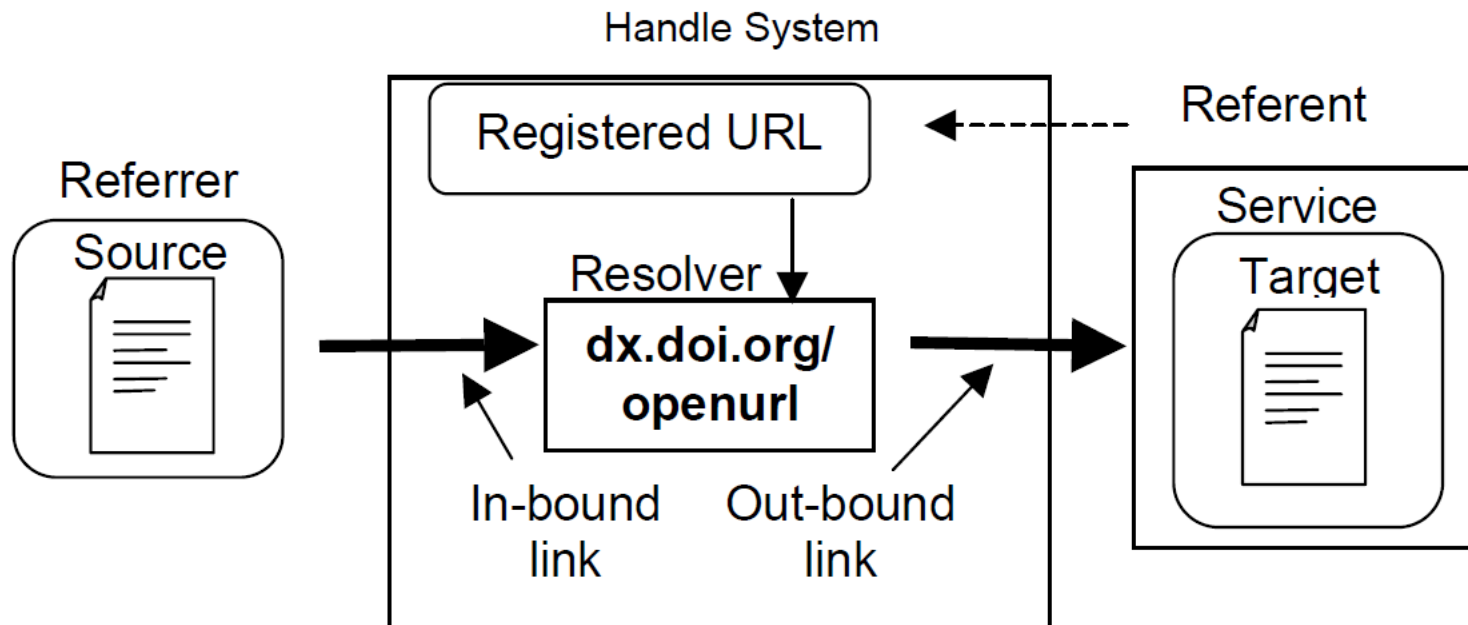 Handle System
Registered URL
Referent
Referrer
Source
Service
Target
Resolver
dx.doi.org/
openurl
In-bound
link
Out-bound
link